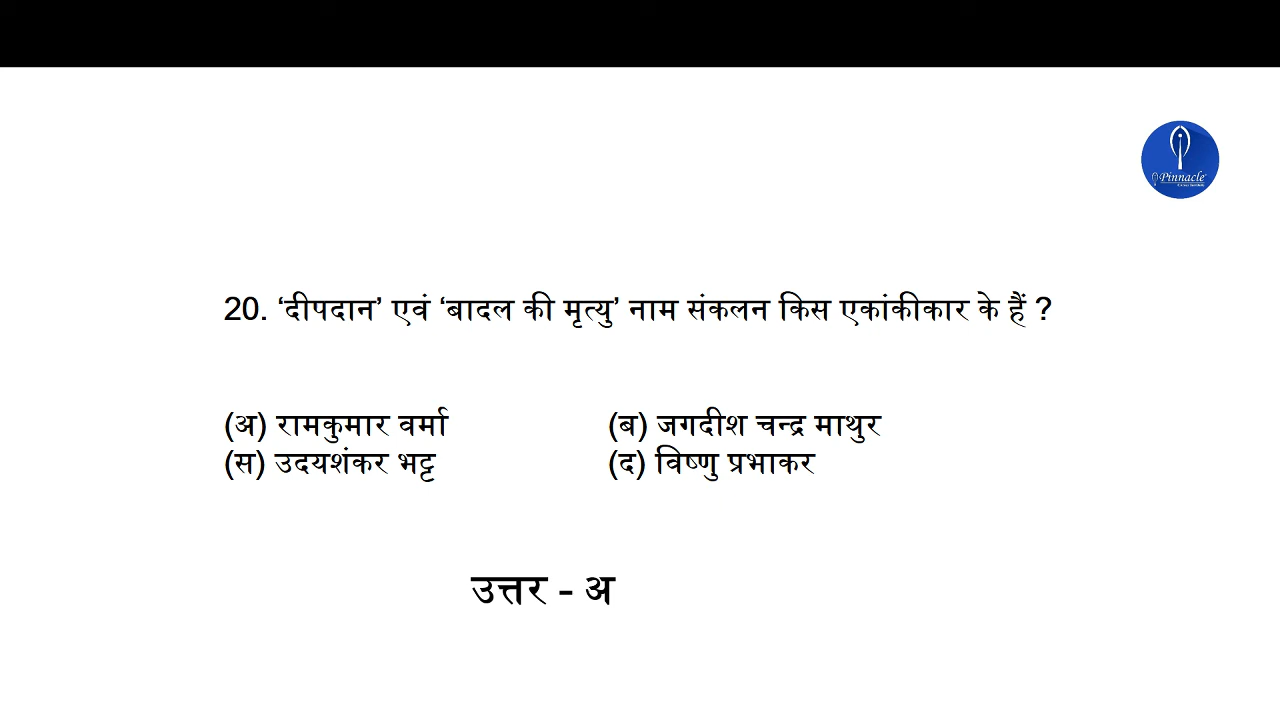 Pinnacle
20. ‘दीपदान’ एवं ‘बादल की मृत्यु’ नाम संकलन किस एकांकीकार के हैं ?
(अ) रामकुमार वर्मा (ब) जगदीश चन्द्र माथुर
(स) उदयशंकर भट्ट (द) विष्णु प्रभाकर
उत्तर - अ